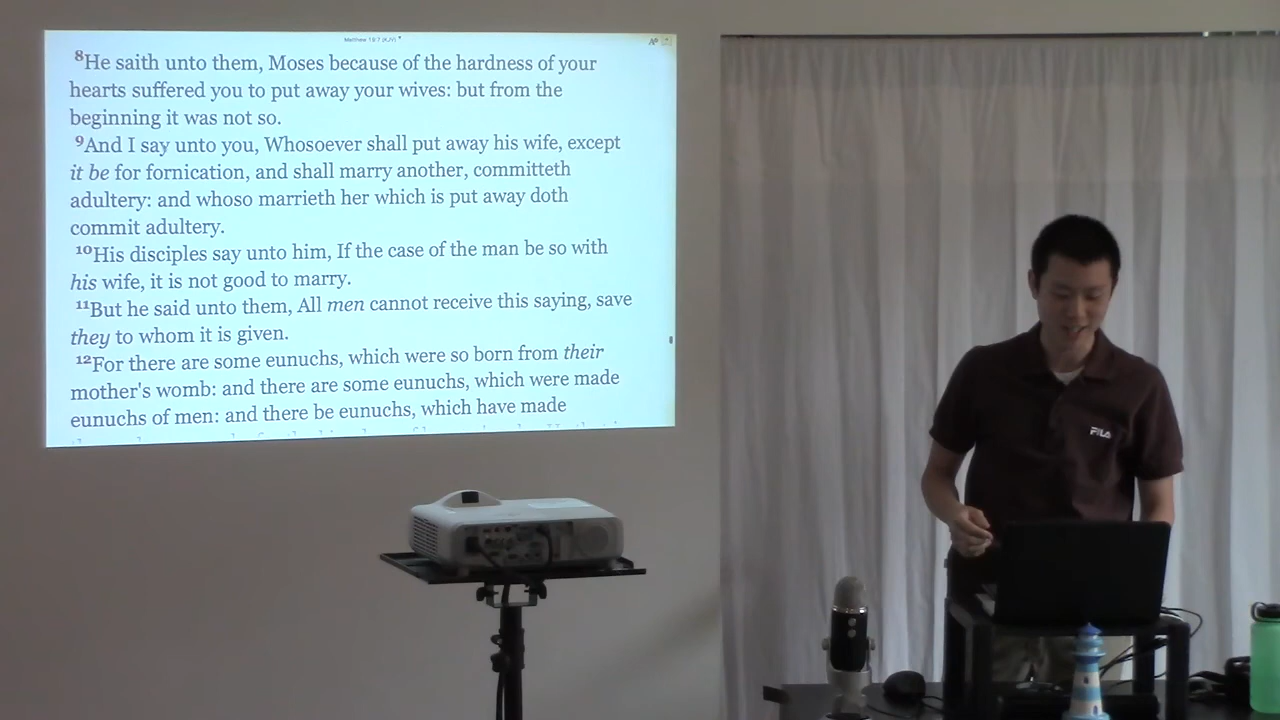 Matthew 19:7 (KJV)
8He saith unto them, Moses because of the hardness of your
hearts suffered you to put away your wives: but from the
beginning it was not so.
9And I say unto you, Whosoever shall put away his wife, except
it be for fornication, and shall marry another, committeth
adultery: and whoso marrieth her which is put away doth
commit adultery.
10His disciples say unto him, If the case of the man be so with
his wife, it is not good to marry.
11But he said unto them, All men cannot receive this saying, save
they to whom it is given.
12For there are some eunuchs, which were so born from their
mother's womb: and there are some eunuchs, which were made
eunuchs of men: and there be eunuchs, which have made
FILA